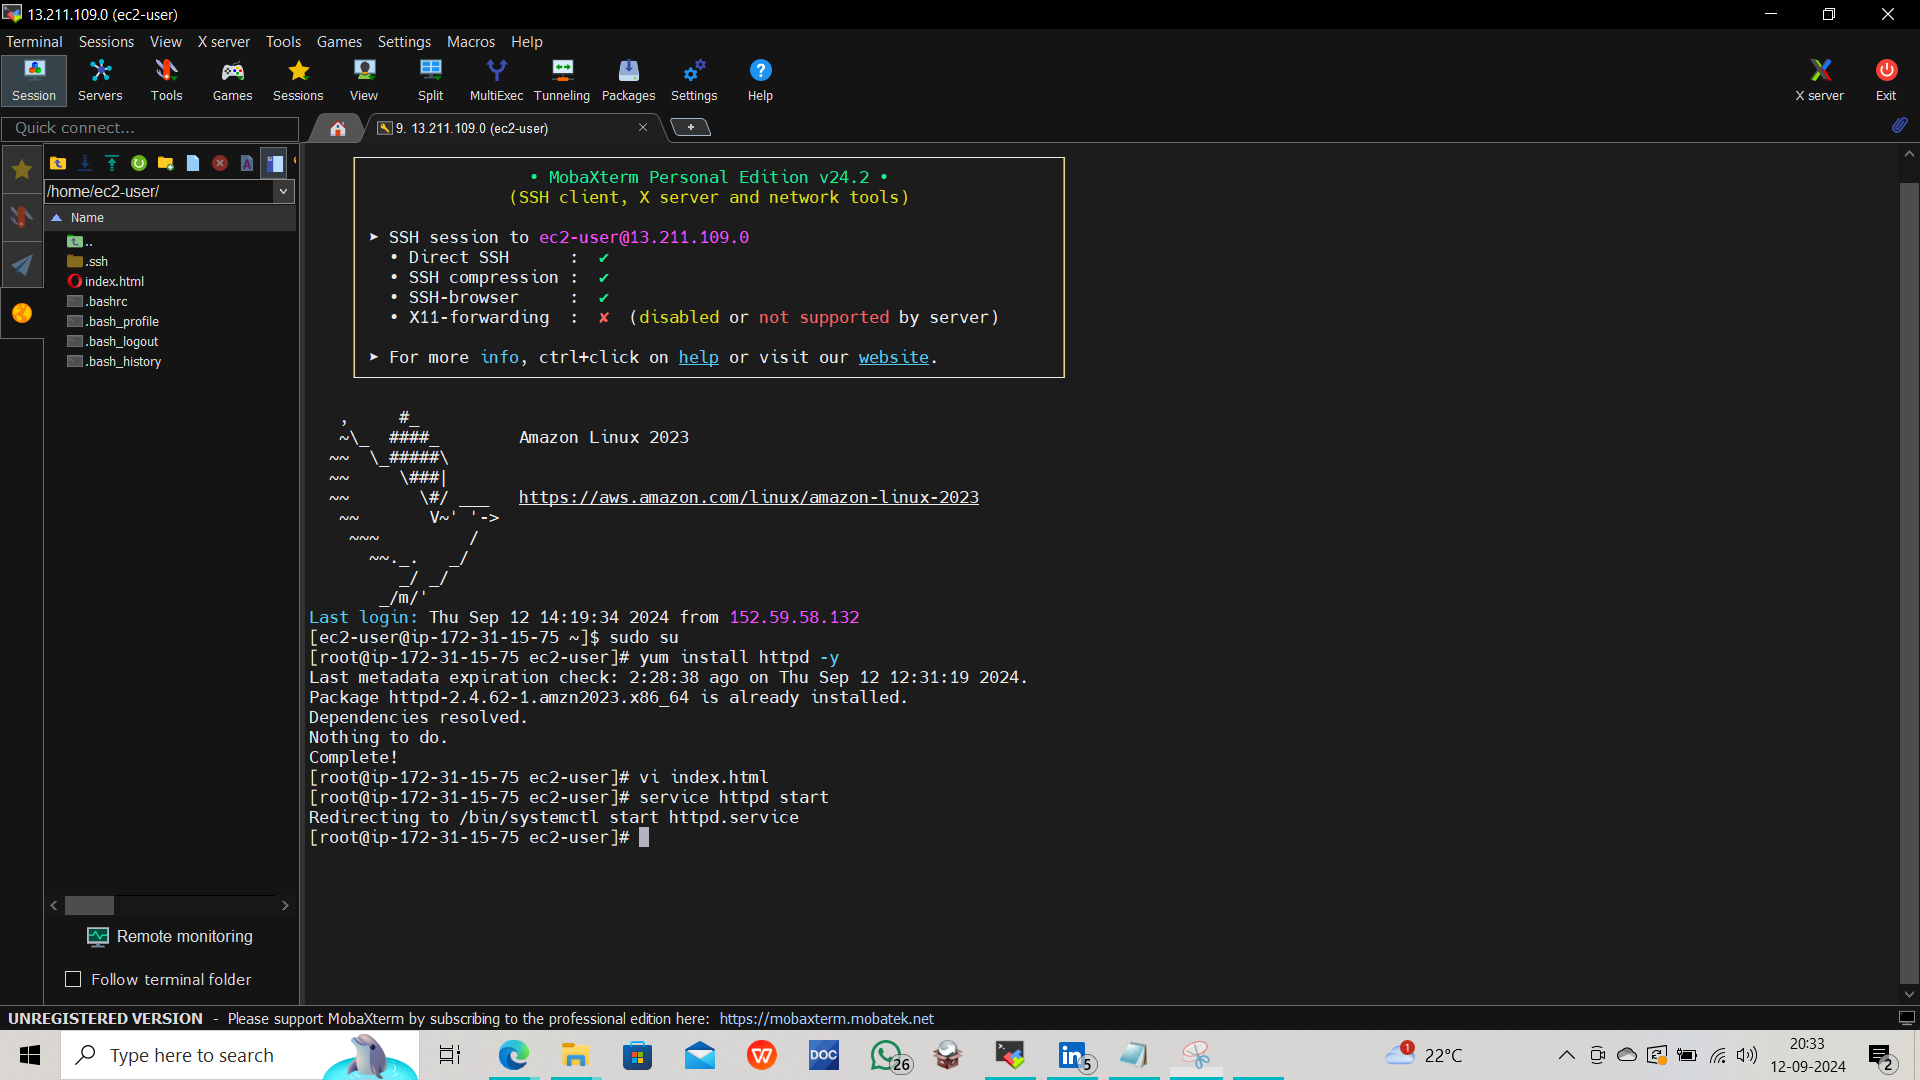 13.211.109.0 (ec2-user)
Terminal Sessions View X server Tools Games Settings Macros Help
Session Servers Tools Games Sessions View Split MultiExec Tunneling Packages Settings Help X server Exit
Quick connect...
9. 13.211.109.0 (ec2-user)
/home/ec2-user/
Name
..
.ssh
index.html
.bashrc
.bash_profile
.bash_logout
.bash_history
• MobaXterm Personal Edition v24.2 •
(SSH client, X server and network tools)
➤ SSH session to ec2-user@13.211.109.0
• Direct SSH : ✔
• SSH compression : ✔
• SSH-browser : ✔
• X11-forwarding : ✘ (disabled or not supported by server)
➤ For more info, ctrl+click on help or visit our website.
,     #_
~\_  ####_        Amazon Linux 2023
~~  \_#####\
~~     \###|
~~       \#/ ___   https://aws.amazon.com/linux/amazon-linux-2023
~~       V~' '->
~~~         /
~~._.   _/
_/ _/
_/m/'
Last login: Thu Sep 12 14:19:34 2024 from 152.59.58.132
[ec2-user@ip-172-31-15-75 ~]$ sudo su
[root@ip-172-31-15-75 ec2-user]# yum install httpd -y
Last metadata expiration check: 2:28:38 ago on Thu Sep 12 12:31:19 2024.
Package httpd-2.4.62-1.amzn2023.x86_64 is already installed.
Dependencies resolved.
Nothing to do.
Complete!
[root@ip-172-31-15-75 ec2-user]# vi index.html
[root@ip-172-31-15-75 ec2-user]# service httpd start
Redirecting to /bin/systemctl start httpd.service
[root@ip-172-31-15-75 ec2-user]#
Remote monitoring
Follow terminal folder
UNREGISTERED VERSION - Please support MobaXterm by subscribing to the professional edition here: https://mobaxterm.mobatek.net
Type here to search
DOC
26
5
1
22°C
20:33
12-09-2024
2